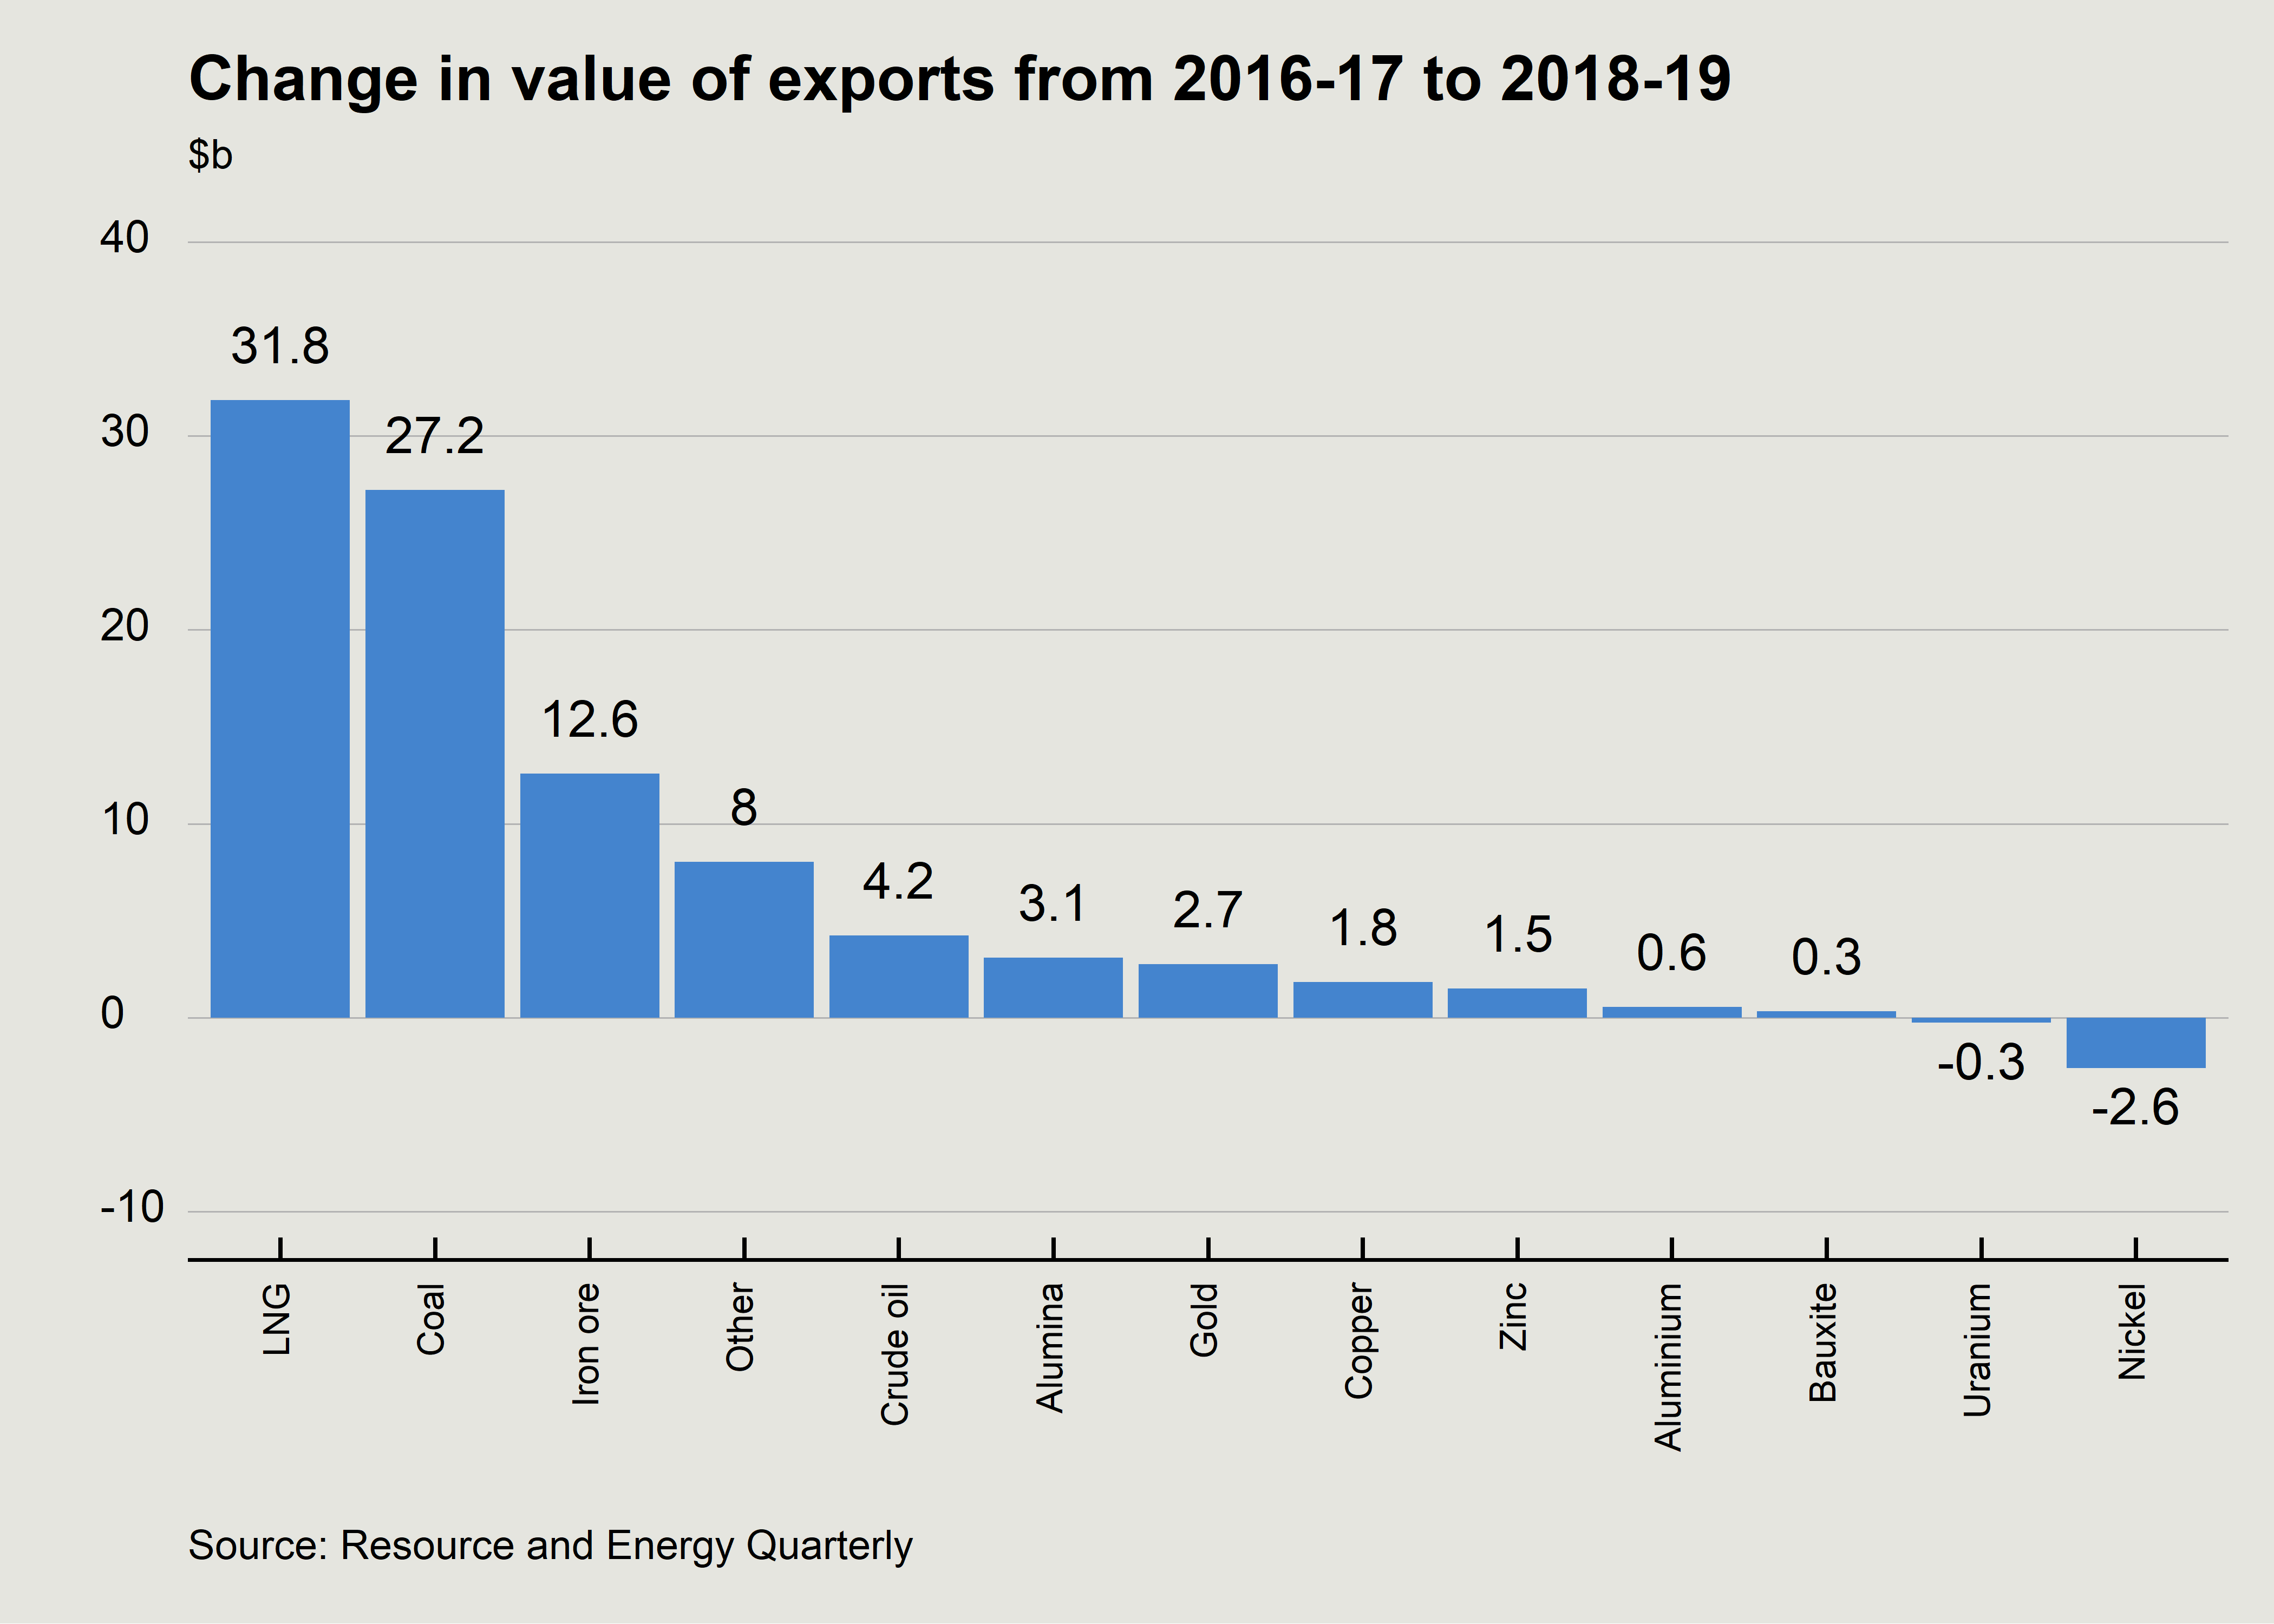 Change in value of exports from 2016-17 to 2018-19
$b
40
30
20
10
0
-10
31.8
27.2
12.6
8
4.2
3.1
2.7
1.8
1.5
0.6
0.3
-0.3
-2.6
LNG
Coal
Iron ore
Other
Crude oil
Alumina
Gold
Copper
Zinc
Aluminium
Bauxite
Uranium
Nickel
Source: Resource and Energy Quarterly